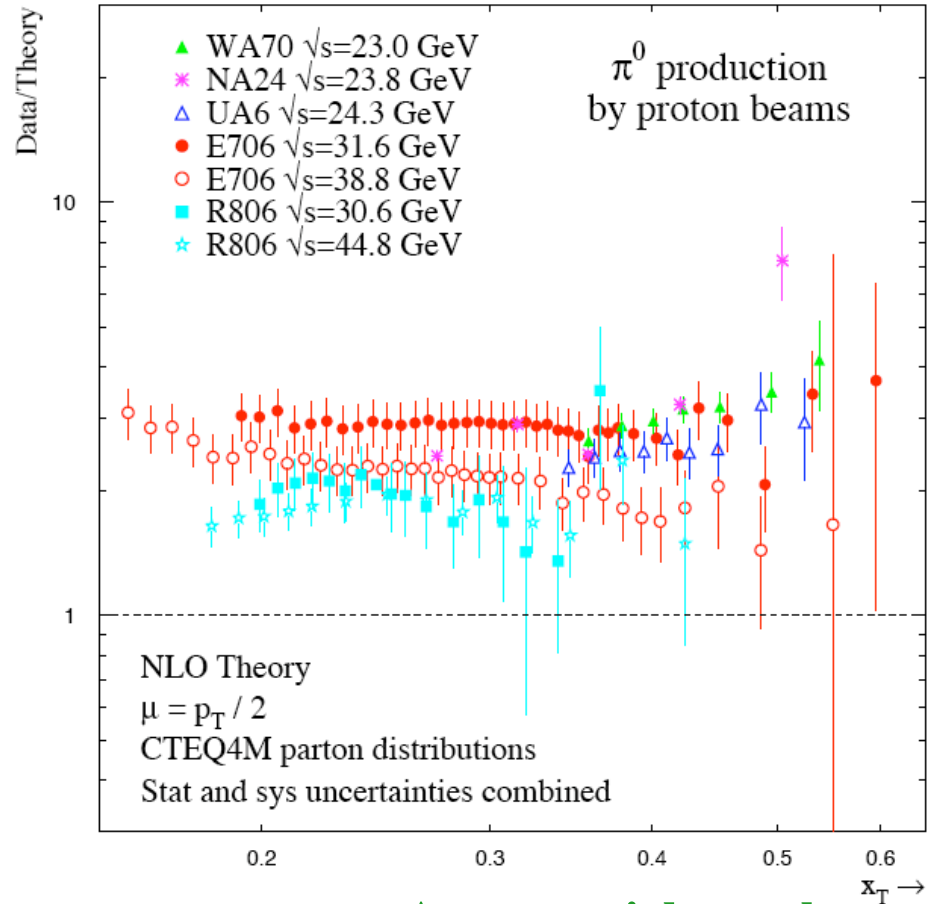 Data/Theory
WA70 √s=23.0 GeV
NA24 √s=23.8 GeV
UA6 √s=24.3 GeV
E706 √s=31.6 GeV
E706 √s=38.8 GeV
R806 √s=30.6 GeV
R806 √s=44.8 GeV
π⁰ production
by proton beams
10
1
NLO Theory
μ = p_T / 2
CTEQ4M parton distributions
Stat and sys uncertainties combined
0.2 0.3 0.4 0.5 0.6
x_T →